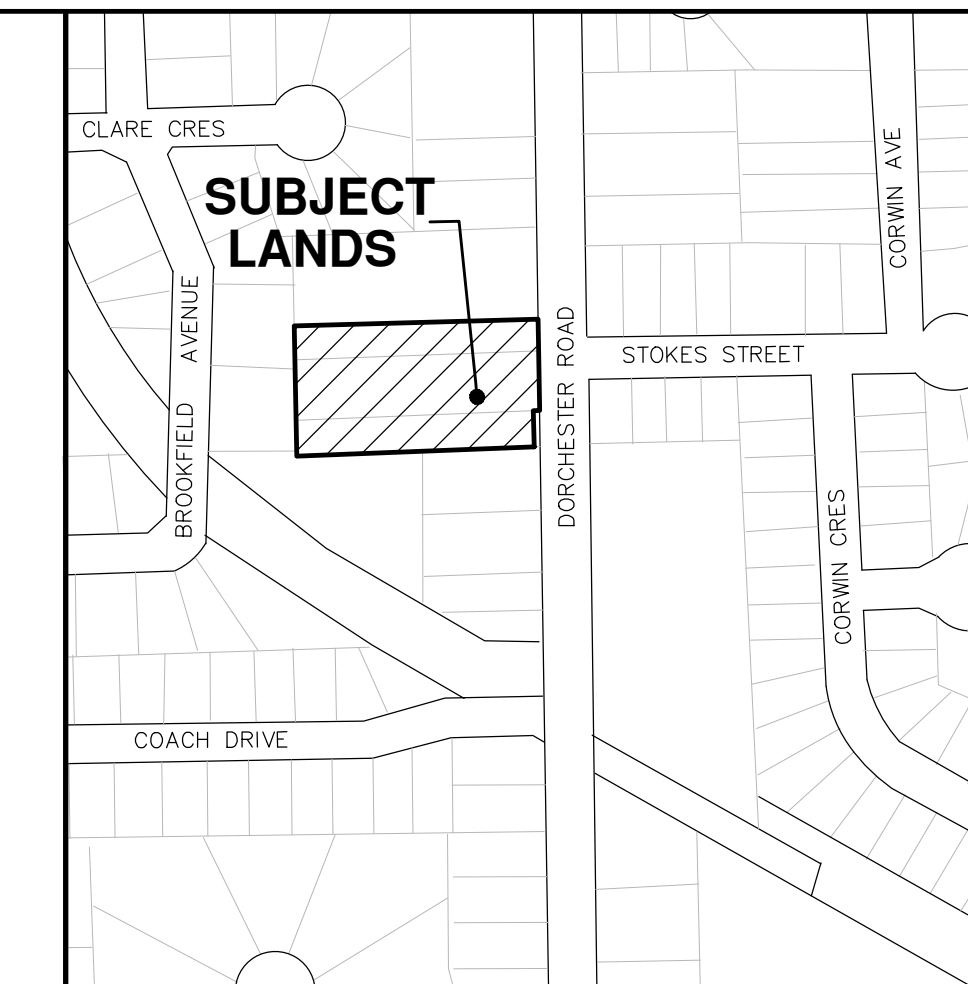 CLARE CRES
SUBJECT
LANDS
CORWIN AVE
BROOKFIELD AVENUE
DORCHESTER ROAD
STOKES STREET
CORWIN CRES
COACH DRIVE